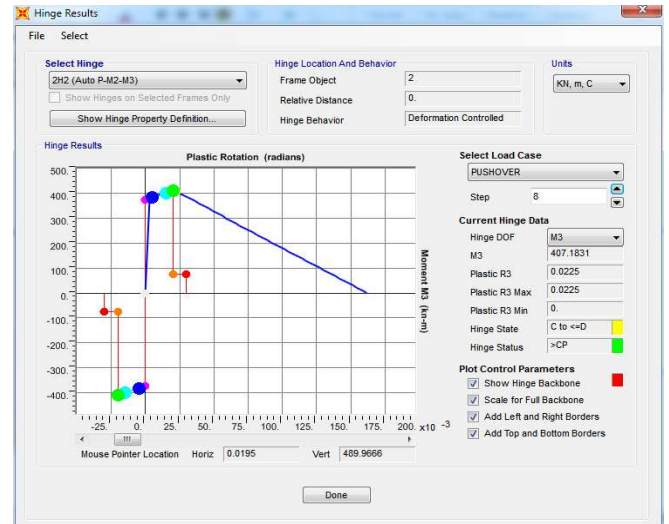 Hinge Results
File Select
Select Hinge
2H2 (Auto P-M2-M3)
Show Hinges on Selected Frames Only
Show Hinge Property Definition...
Hinge Location And Behavior
Frame Object 2
Relative Distance 0.
Hinge Behavior Deformation Controlled
Units
KN, m, C
Hinge Results
Plastic Rotation (radians)
500.
400.
300.
200.
100.
0.
-100.
-200.
-300.
-400.
Moment M3 (kn-m)
-25. 0. 25. 50. 75. 100. 125. 150. 175. 200. x10 -3
Mouse Pointer Location Horiz 0.0195 Vert 489.9666
Select Load Case
PUSHOVER
Step 8
Current Hinge Data
Hinge DOF M3
M3 407.1831
Plastic R3 0.0225
Plastic R3 Max 0.0225
Plastic R3 Min 0.
Hinge State C to <=D
Hinge Status >CP
Plot Control Parameters
Show Hinge Backbone
Scale for Full Backbone
Add Left and Right Borders
Add Top and Bottom Borders
Done